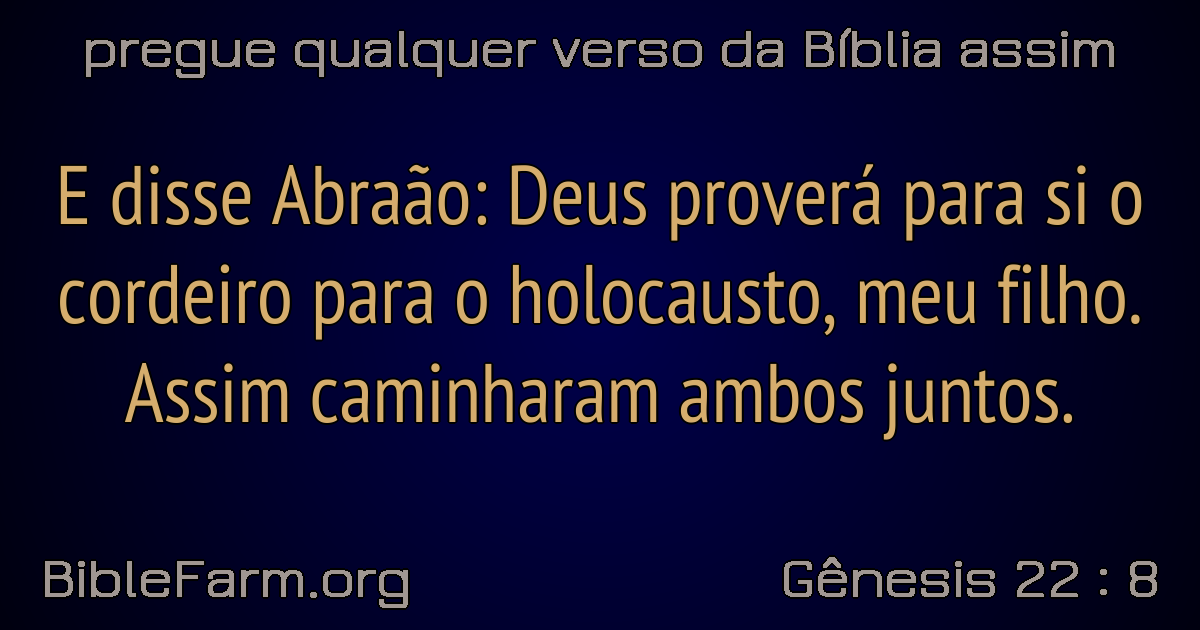 pregue qualquer verso da Bíblia assim
E disse Abraão: Deus proverá para si o
cordeiro para o holocausto, meu filho.
Assim caminharam ambos juntos.
BibleFarm.org
Gênesis 22 : 8